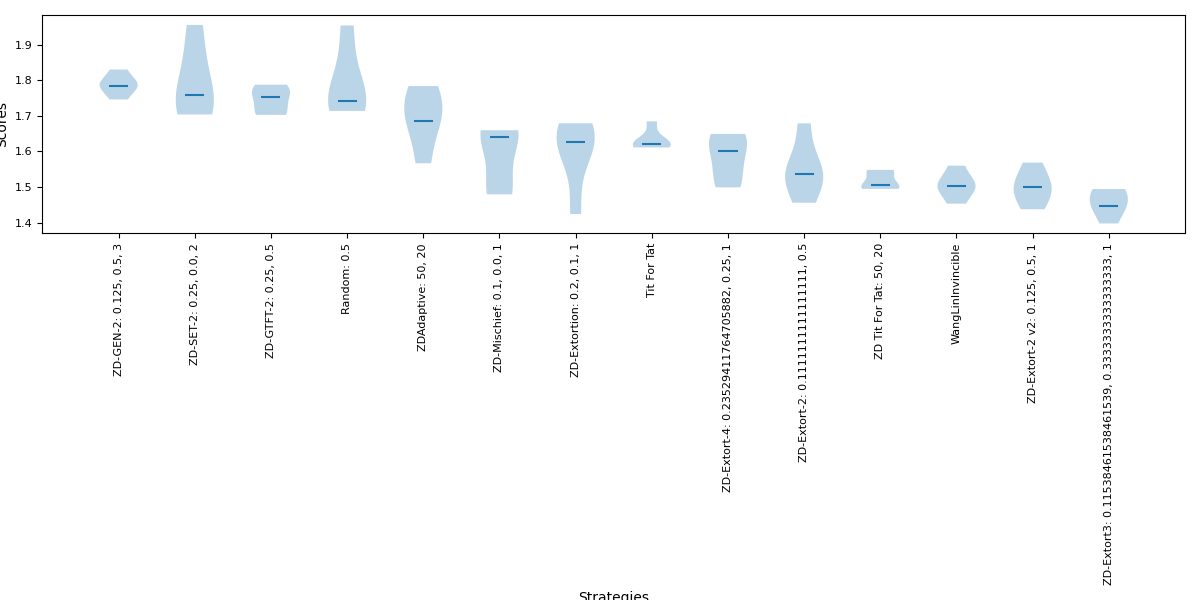 Scores
1.9
1.8
1.7
1.6
1.5
1.4
ZD-GEN-2: 0.125, 0.5, 3
ZD-SET-2: 0.25, 0.0, 2
ZD-GTFT-2: 0.25, 0.5
Random: 0.5
ZDAdaptive: 50, 20
ZD-Mischief: 0.1, 0.0, 1
ZD-Extortion: 0.2, 0.1, 1
Tit For Tat
ZD-Extort-4: 0.23529411764705882, 0.25, 1
ZD-Extort-2: 0.1111111111111111, 0.5
ZD Tit For Tat: 50, 20
WangLinInvincible
ZD-Extort-2 v2: 0.125, 0.5, 1
ZD-Extort3: 0.11538461538461539, 0.3333333333333333, 1
Strategies